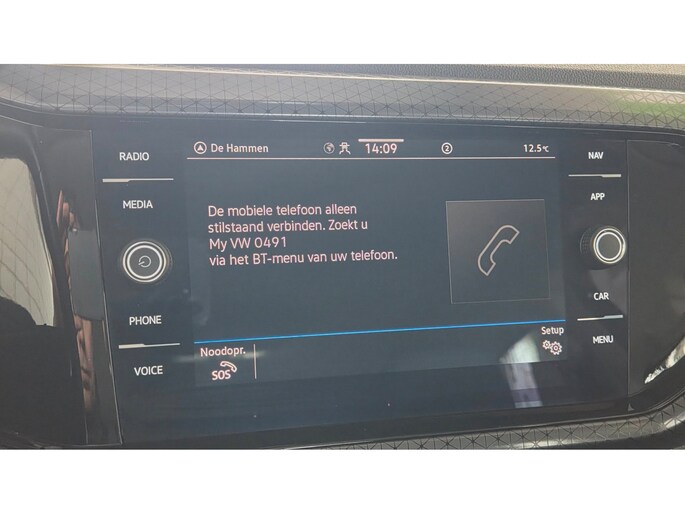 RADIO
MEDIA
PHONE
VOICE
De Hammen 14:09 2 12.5°C
De mobiele telefoon alleen
stilstaand verbinden. Zoekt u
My VW 0491
via het BT-menu van uw telefoon.
Noodopr.
SOS
Setup
NAV
APP
CAR
MENU